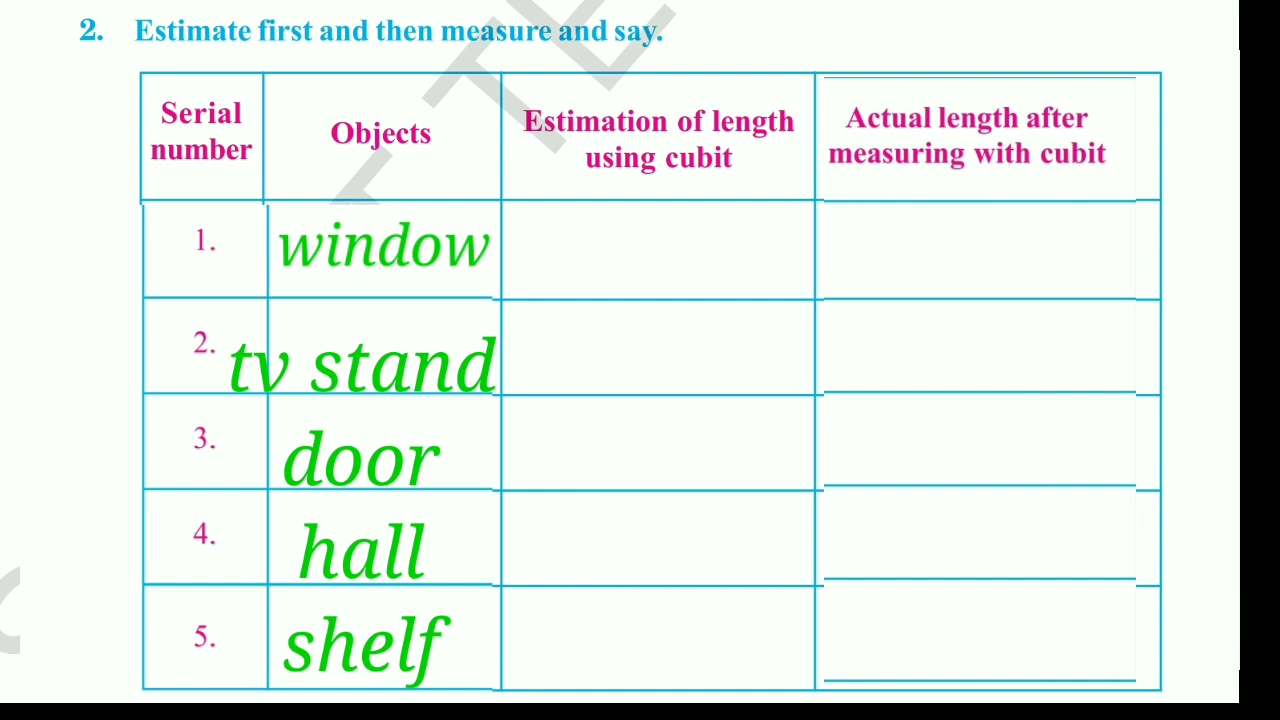 2. Estimate first and then measure and say.
Serial number Objects Estimation of length using cubit Actual length after measuring with cubit
1. window
2. tv stand
3. door
4. hall
5. shelf